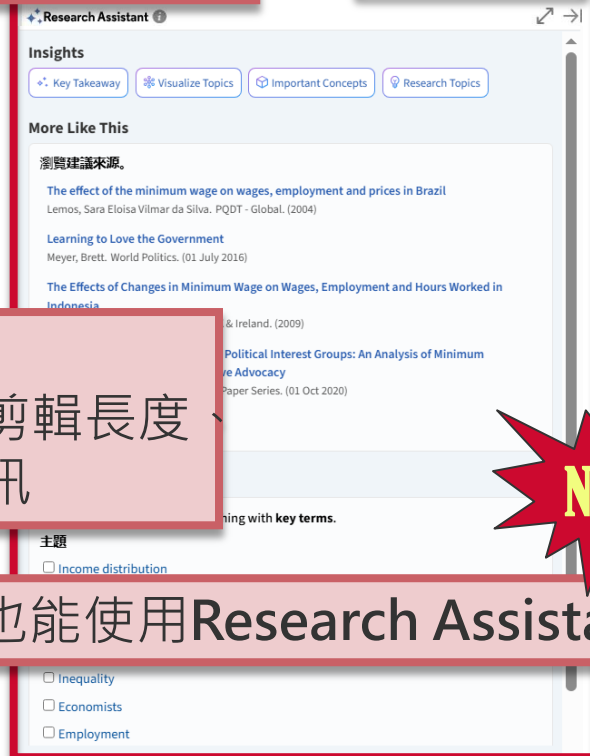 Research Assistant
Insights
Key Takeaway
Visualize Topics
Important Concepts
Research Topics
More Like This
瀏覽建議來源。
The effect of the minimum wage on wages, employment and prices in Brazil
Lemos, Sara Eloisa Vilmar da Silva. PQDT - Global. (2004)
Learning to Love the Government
Meyer, Brett. World Politics. (01 July 2016)
The Effects of Changes in Minimum Wage on Wages, Employment and Hours Worked in
Indonesia
& Ireland. (2009)
Political Interest Groups: An Analysis of Minimum
Advocacy
Paper Series. (01 Oct 2020)
剪輯長度、
訊
with key terms.
主題
Income distribution
也能使用Research
Inequality
Economists
Employment